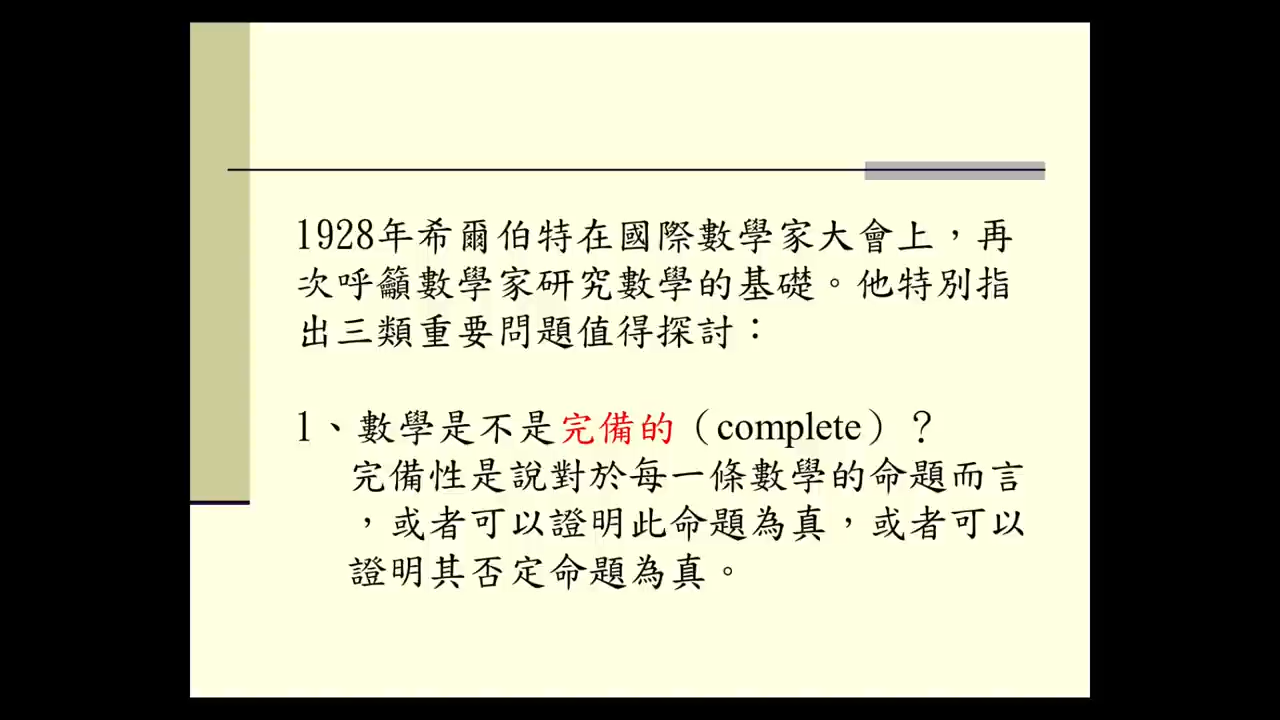 1928年希爾伯特在國際數學家大會上，再
次呼籲數學家研究數學的基礎。他特別指
出三類重要問題值得探討：
1、數學是不是完備的（complete）？
完備性是說對於每一條數學的命題而言
，或者可以證明此命題為真，或者可以
證明其否定命題為真。